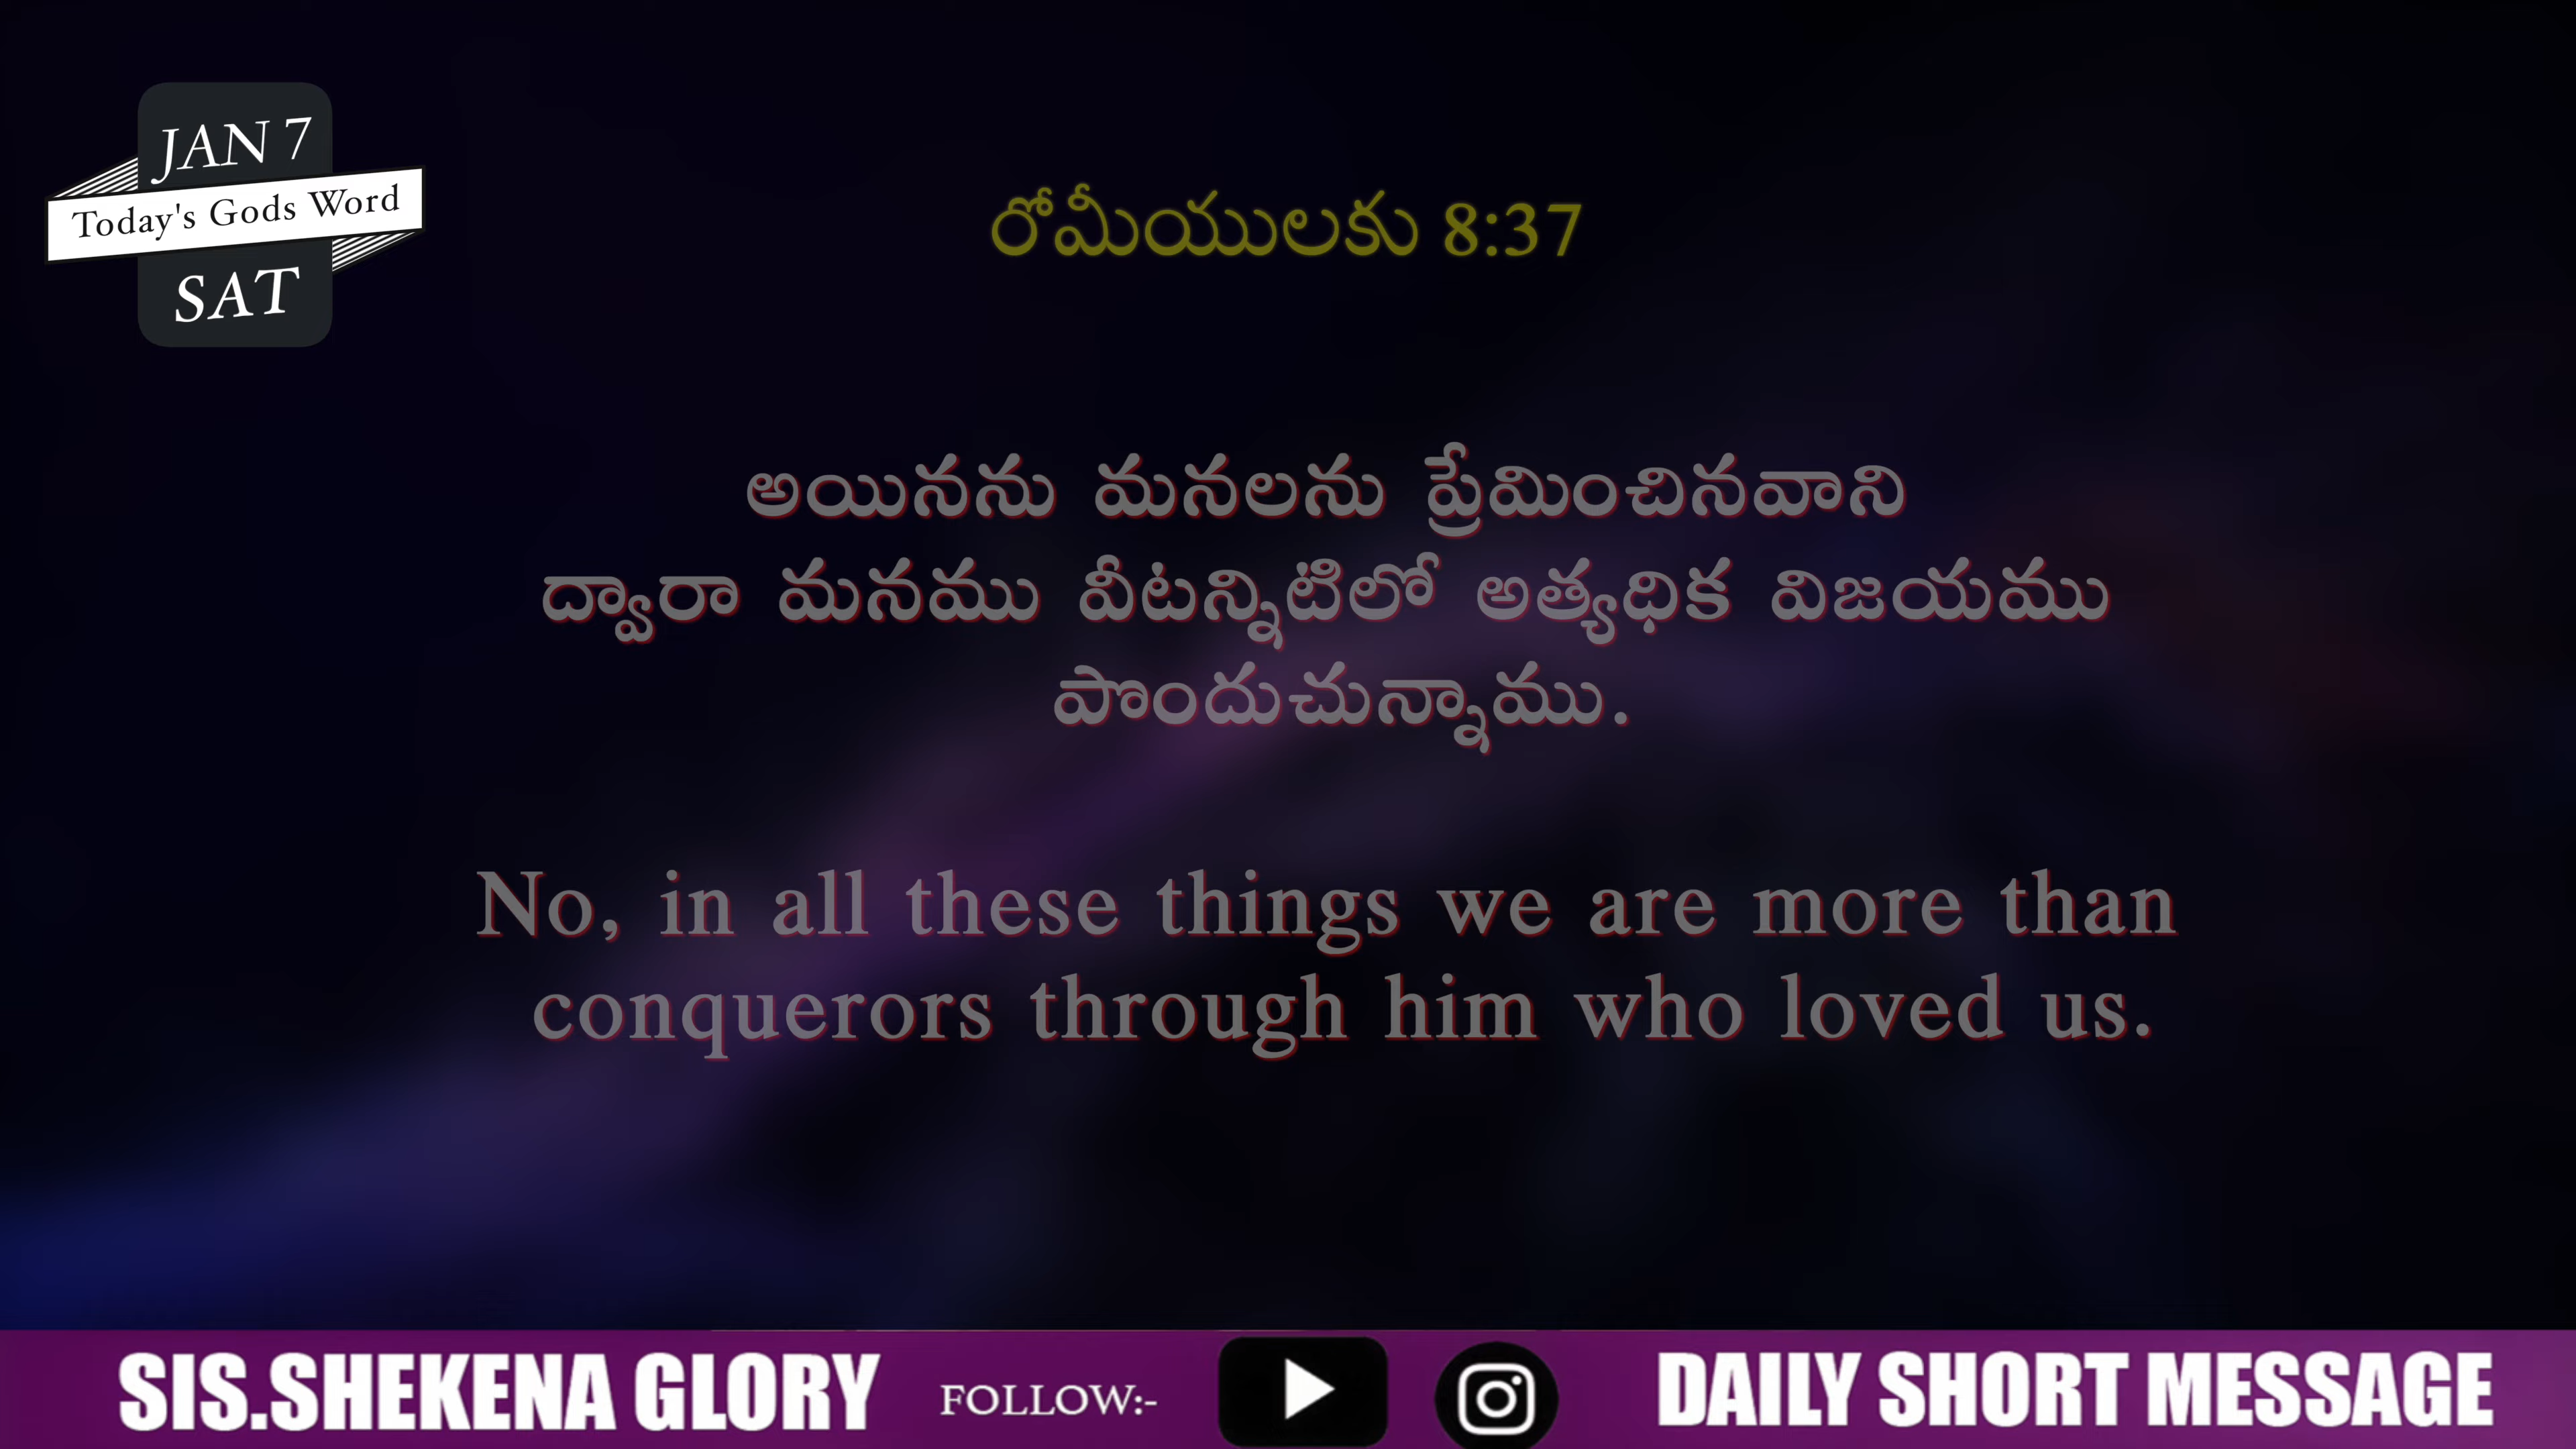 JAN 7
Today's Gods Word
SAT
రోమీయులకు 8:37
అయినను మనలను ప్రేమించినవాని
ద్వారా మనము వీటన్నిటిలో అత్యధిక విజయము
పొందుచున్నాము.
No, in all these things we are more than
conquerors through him who loved us.
SIS.SHEKENA GLORY FOLLOW:- DAILY SHORT MESSAGE